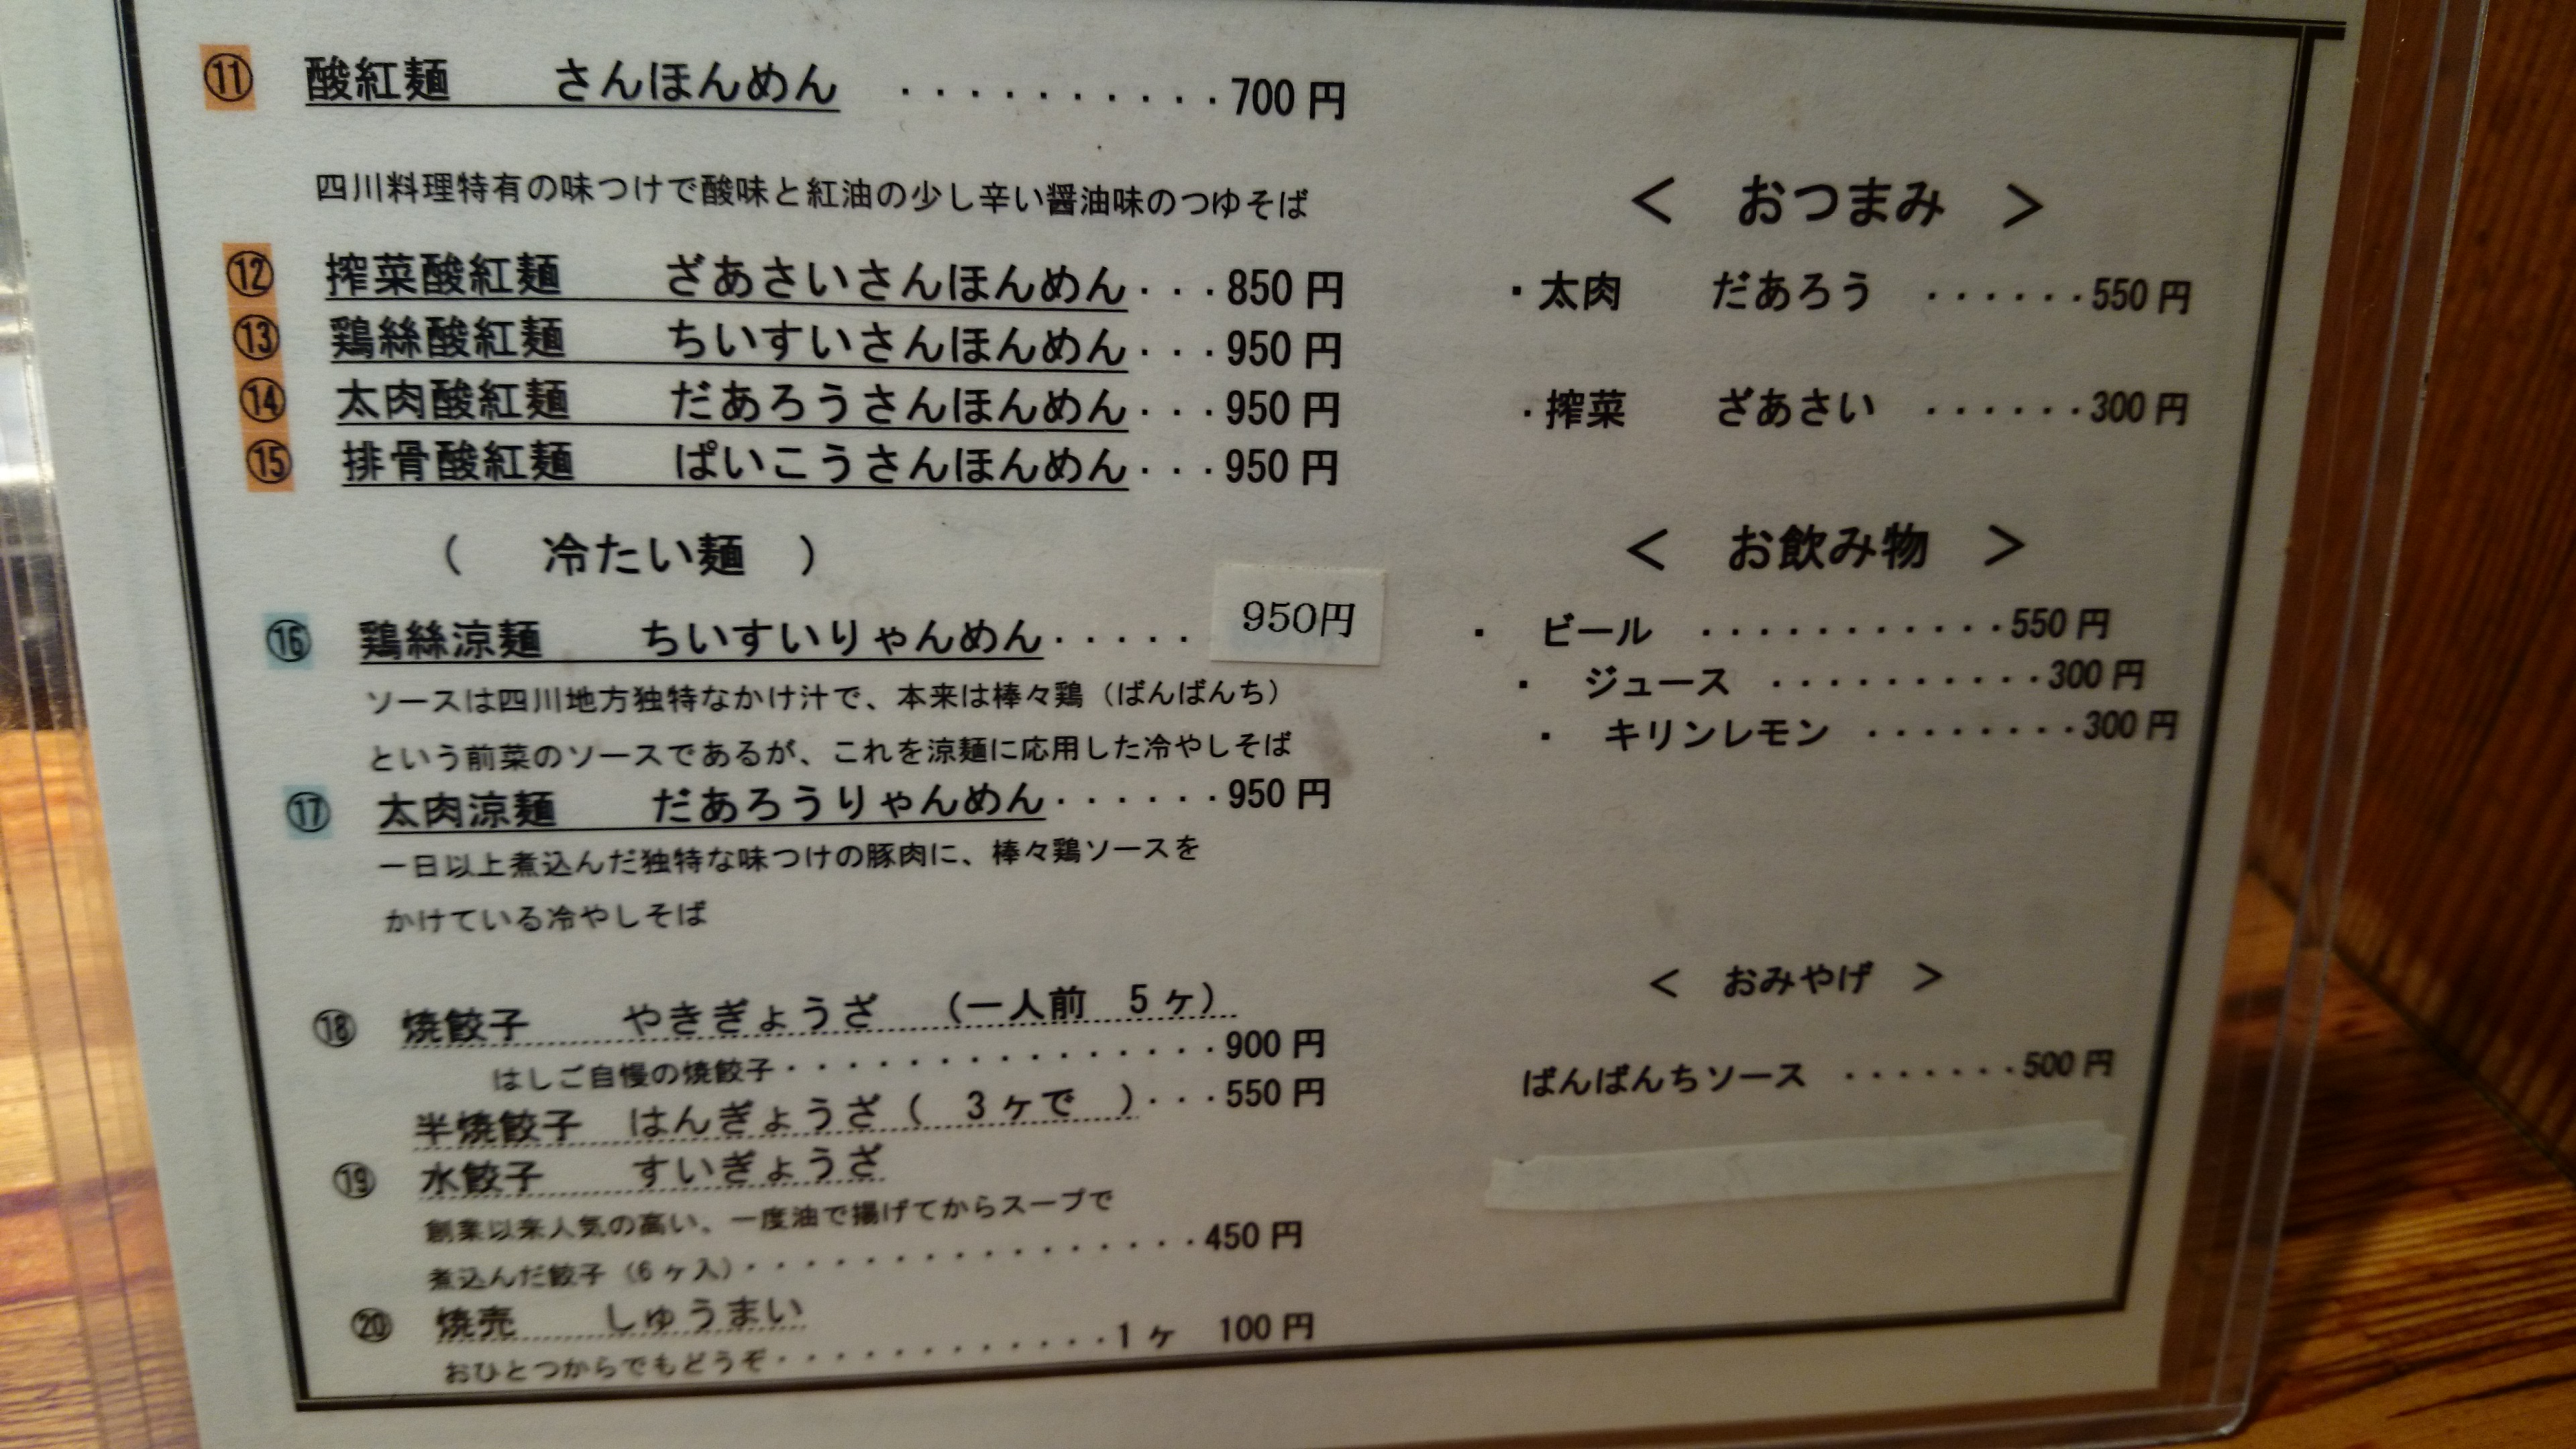 ⑪ 酸紅麺 さんほんめん ・・・・・・・・・・700円
四川料理特有の味つけで酸味と紅油の少し辛い醤油味のつゆそば
⑫ 搾菜酸紅麺 ざあさいさんほんめん・・・850円
⑬ 鶏絲酸紅麺 ちいすいさんほんめん・・・950円
⑭ 太肉酸紅麺 だあろうさんほんめん・・・950円
⑮ 排骨酸紅麺 ぱいこうさんほんめん・・・950円
( 冷たい麺 )
⑯ 鶏絲涼麺 ちいすいりゃんめん・・・・・950円
ソースは四川地方独特なかけ汁で、本来は棒々鶏(ばんばんち)
という前菜のソースであるが、これを涼麺に応用した冷やしそば
⑰ 太肉涼麺 だあろうりゃんめん・・・・・・950円
一日以上煮込んだ独特な味つけの豚肉に、棒々鶏ソースを
かけている冷やしそば
⑱ 焼餃子 やきぎょうざ (一人前 5ヶ)
はしご自慢の焼餃子・・・・・・・・・・・・・・900円
半焼餃子 はんぎょうざ( 3ヶで )・・・550円
⑲ 水餃子 すいぎょうざ
創業以来人気の高い、一度油で揚げてからスープで
煮込んだ餃子(6ヶ入)・・・・・・・・・・・・・・450円
⑳ 焼売 しゅうまい
おひとつからでもどうぞ・・・・・・・・・・・・1ヶ 100円
< おつまみ >
・太肉 だあろう ・・・・・・550円
・搾菜 ざあさい ・・・・・・300円
< お飲み物 >
・ ビール ・・・・・・・・・・・・550円
・ ジュース ・・・・・・・・・・300円
・ キリンレモン ・・・・・・・・300円
< おみやげ >
ばんばんちソース ・・・・・・・500円